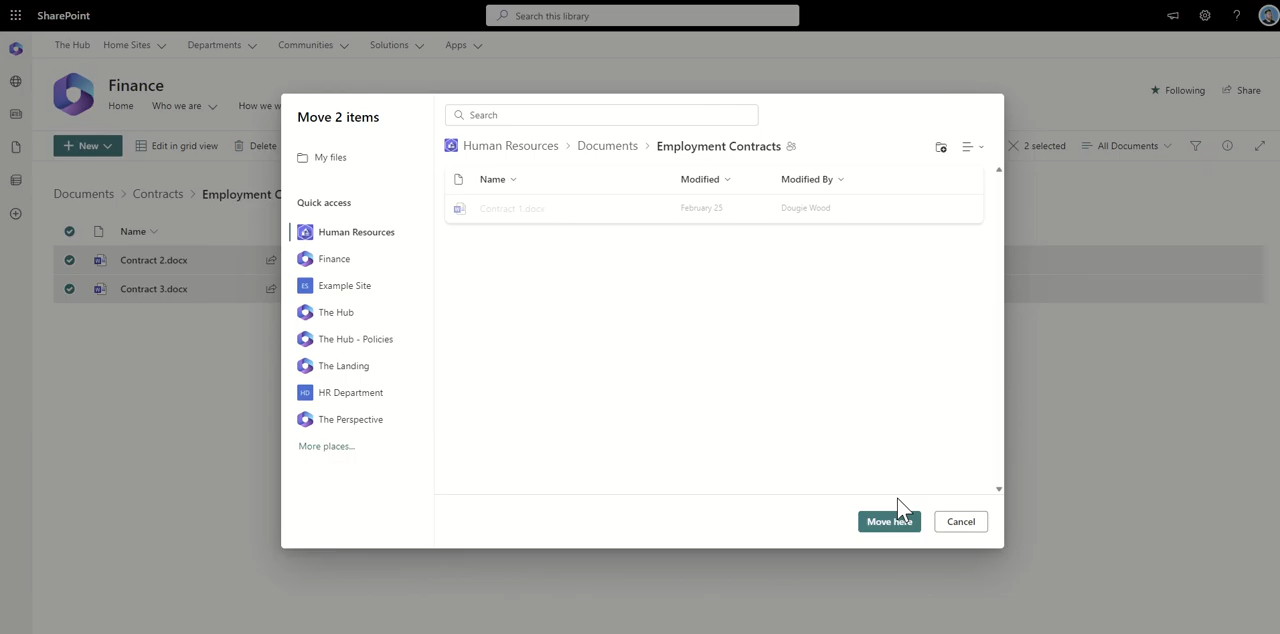 SharePoint
Search this library
The Hub Home Sites Departments Communities Solutions Apps
Finance
Home Who we are How we w
Following Share
New Edit in grid view Delete
2 selected All Documents
Documents > Contracts > Employment C
Name
Contract 2.docx
Contract 3.docx
Move 2 items
My files
Quick access
Human Resources
Finance
ES Example Site
The Hub
The Hub - Policies
The Landing
HD HR Department
The Perspective
More places...
Search
Human Resources > Documents > Employment Contracts
Name Modified Modified By
Contract 1.docx February 25 Dougie Wood
Move here Cancel